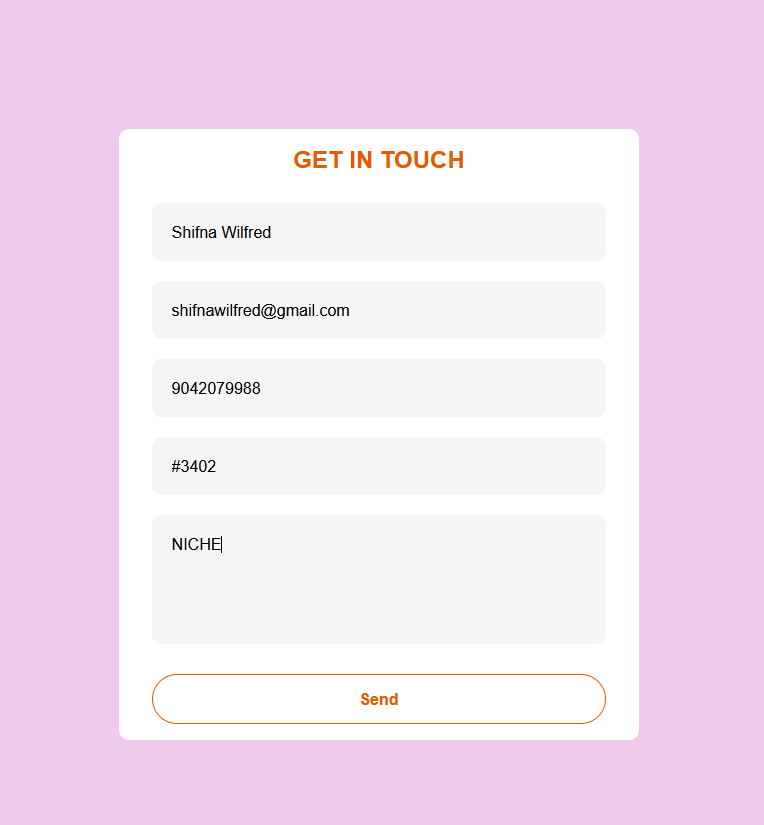 GET IN TOUCH
Shifna Wilfred
shifnawilfred@gmail.com
9042079988
#3402
NICHE
Send